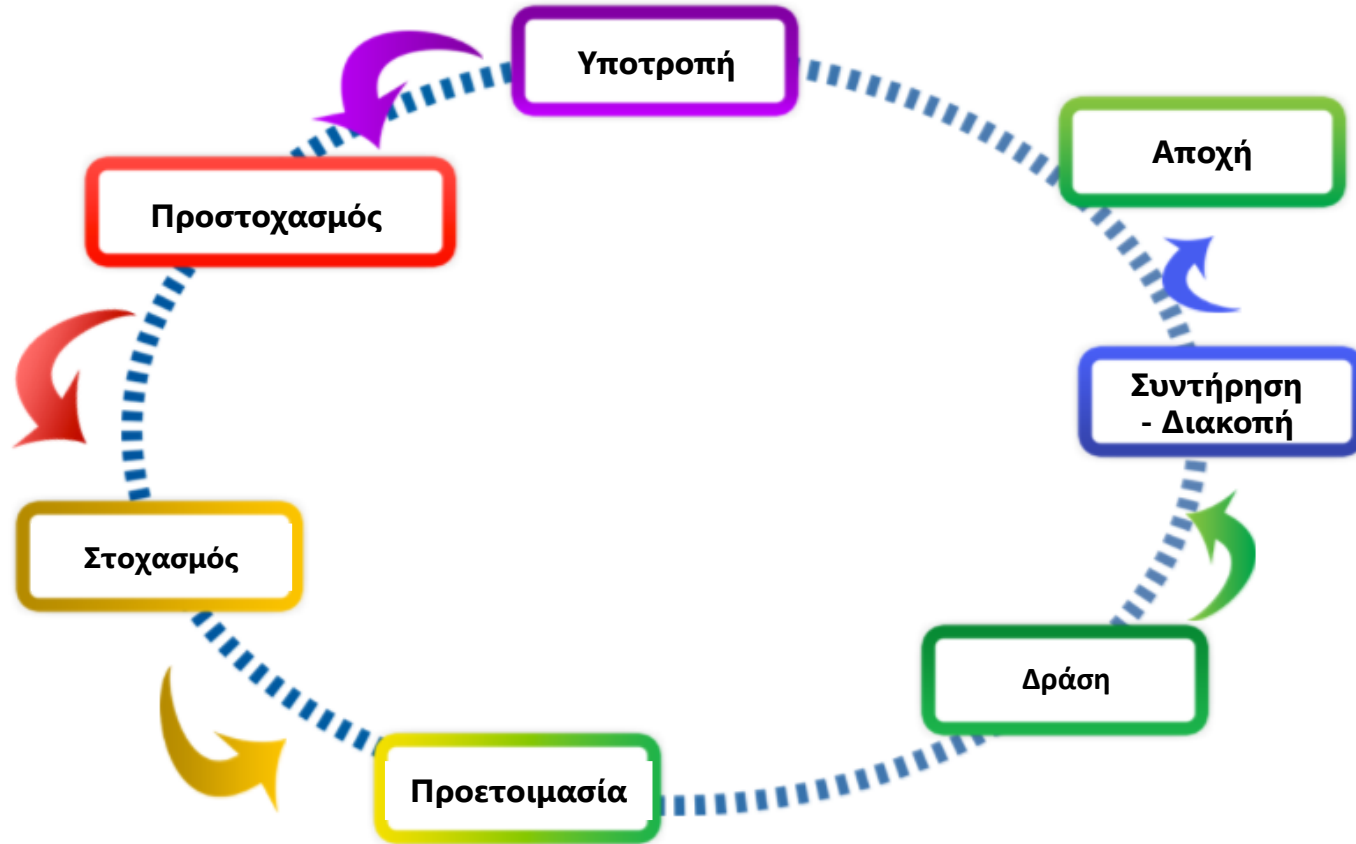 Υποτροπή
Αποχή
Προστοχασμός
Συντήρηση
- Διακοπή
Στοχασμός
Δράση
Προετοιμασία